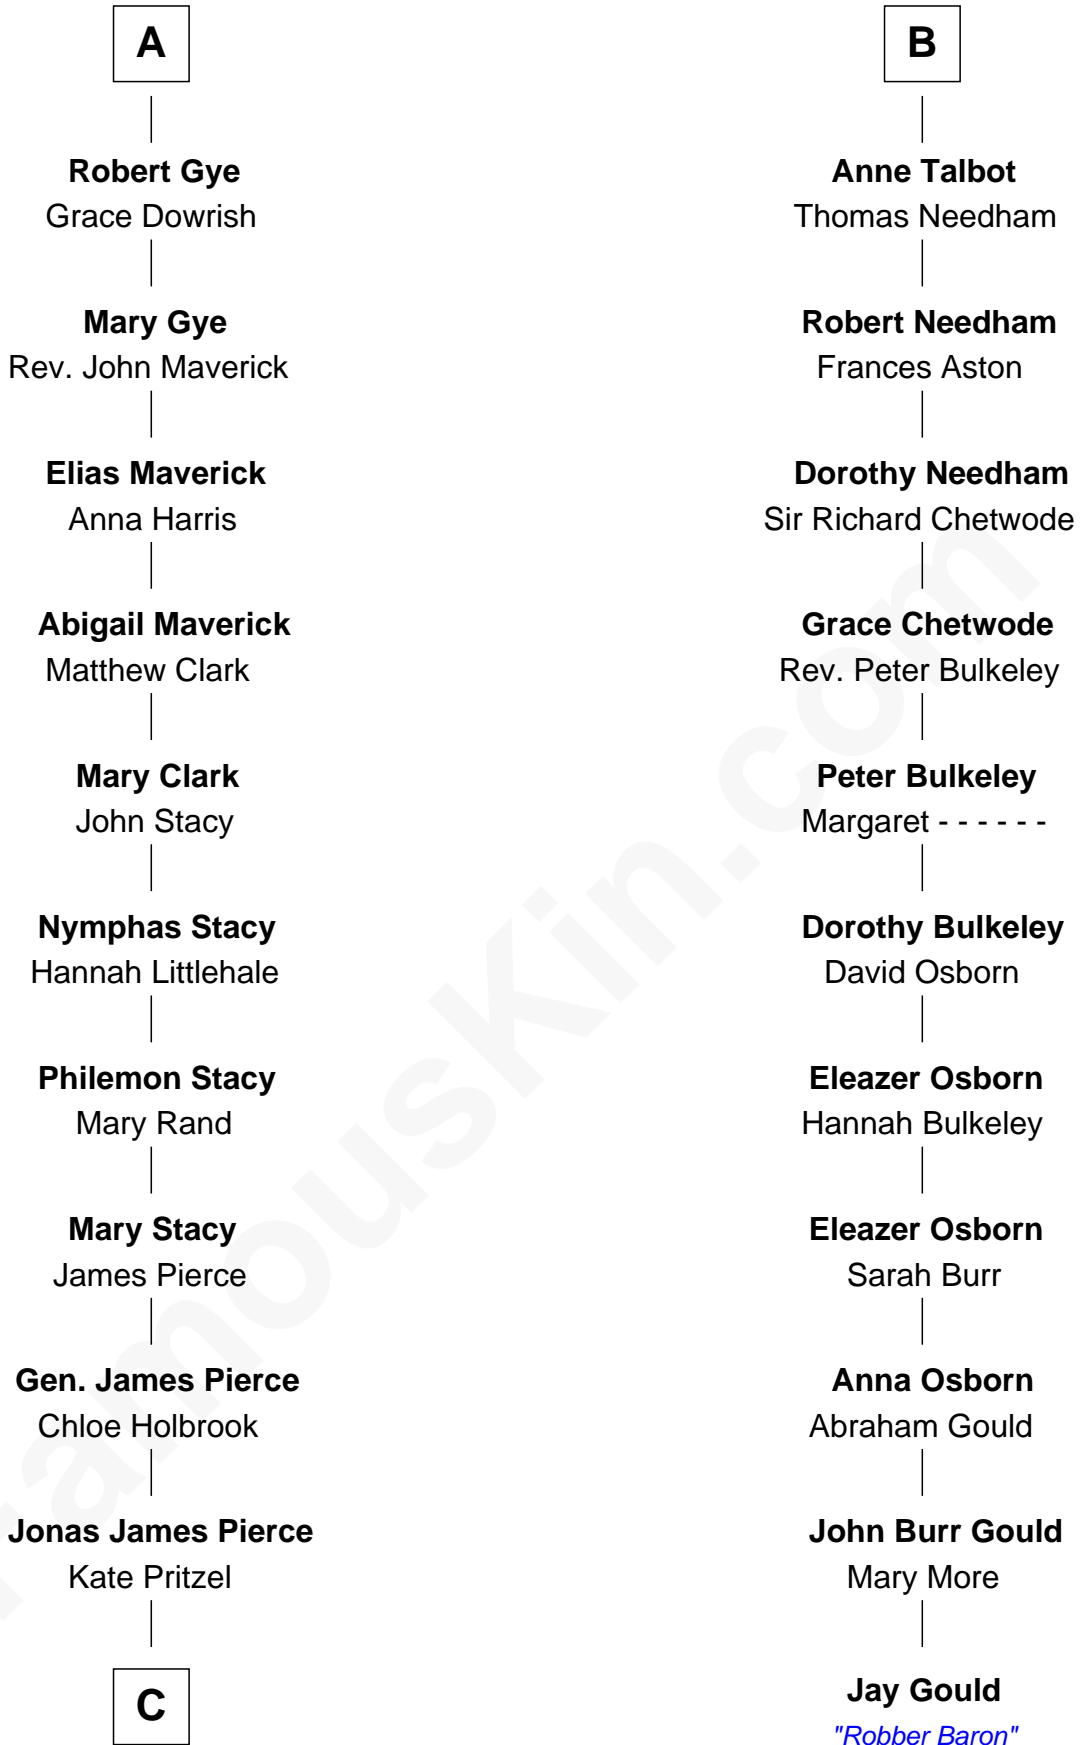 A
Robert Gye
Grace Dowrish
Mary Gye
Rev. John Maverick
Elias Maverick
Anna Harris
Abigail Maverick
Matthew Clark
Mary Clark
John Stacy
Nymphas Stacy
Hannah Littlehale
Philemon Stacy
Mary Rand
Mary Stacy
James Pierce
Gen. James Pierce
Chloe Holbrook
Jonas James Pierce
Kate Pritzel
C
B
Anne Talbot
Thomas Needham
Robert Needham
Frances Aston
Dorothy Needham
Sir Richard Chetwode
Grace Chetwode
Rev. Peter Bulkeley
Peter Bulkeley
Margaret - - - - - -
Dorothy Bulkeley
David Osborn
Eleazer Osborn
Hannah Bulkeley
Eleazer Osborn
Sarah Burr
Anna Osborn
Abraham Gould
John Burr Gould
Mary More
Jay Gould
"Robber Baron"
FamousKin.com